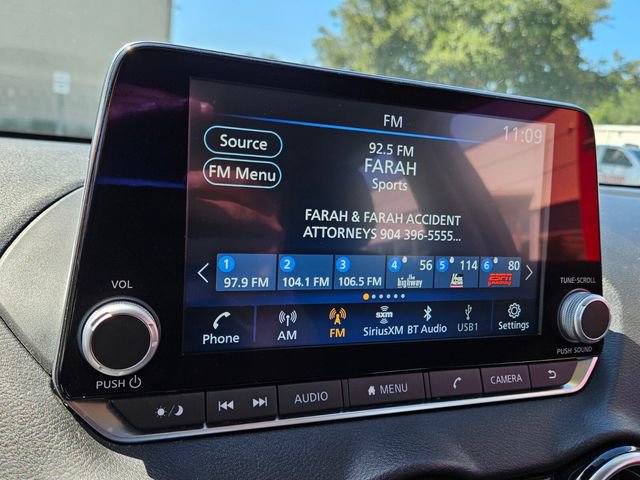 FM
11:09
Source
FM Menu
92.5 FM
FARAH
Sports
FARAH & FARAH ACCIDENT
ATTORNEYS 904 396-5555...
1 97.9 FM
2 104.1 FM
3 106.5 FM
4 56 the highway
5 114
6 80 ESPN
Phone
AM
FM
sxm
SiriusXM
BT Audio
USB1
Settings
VOL
PUSH
TUNE·SCROLL
PUSH SOUND
AUDIO
MENU
CAMERA